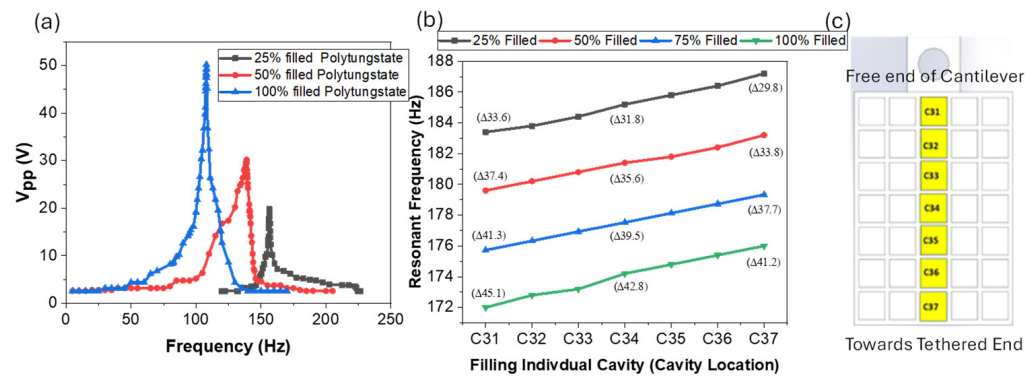 (a)
25% filled Polytungstate
50% filled Polytungstate
100% filled Polytungstate
Vpp (V)
50
40
30
20
10
0
0 50 100 150 200 250
Frequency (Hz)
(b)
25% Filled 50% Filled 75% Filled 100% Filled
Resonant Frequency (Hz)
188
186
184
182
180
178
176
174
172
(Δ33.6)
(Δ31.8)
(Δ29.8)
(Δ37.4)
(Δ35.6)
(Δ33.8)
(Δ41.3)
(Δ39.5)
(Δ37.7)
(Δ45.1)
(Δ42.8)
(Δ41.2)
C31 C32 C33 C34 C35 C36 C37
Filling Indivdual Cavity (Cavity Location)
(c)
Free end of Cantilever
C31
C32
C33
C34
C35
C36
C37
Towards Tethered End